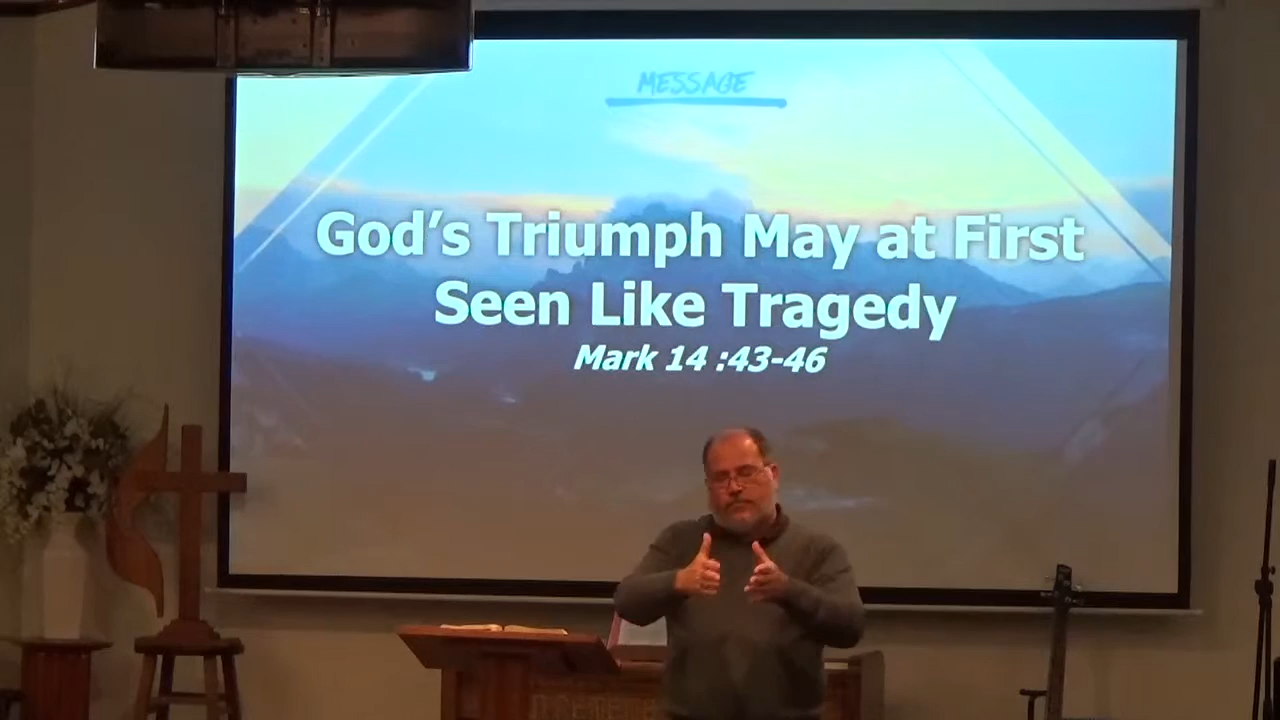 MESSAGE
God’s Triumph May at First
Seen Like Tragedy
Mark 14 :43-46